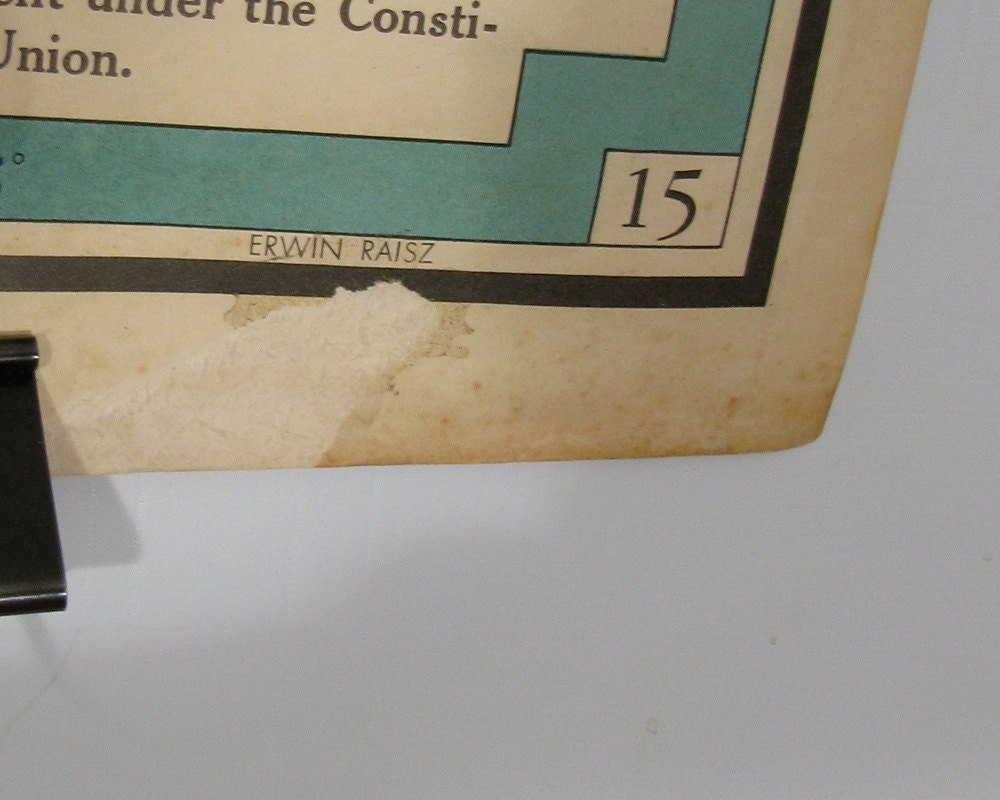 under the Consti-
Union.
15
ERWIN RAISZ